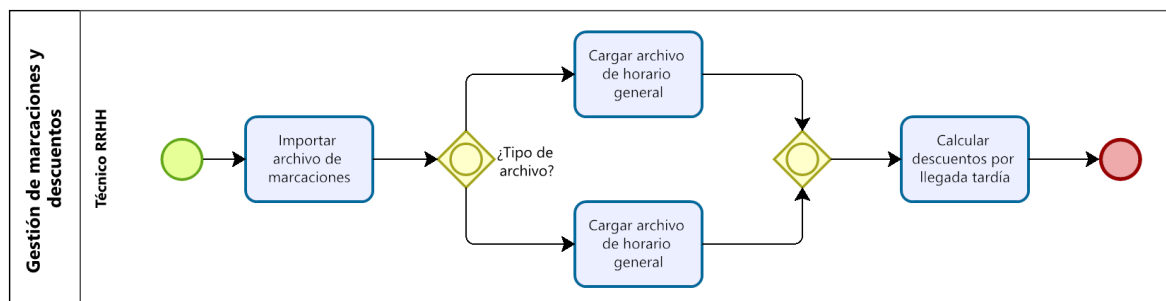 Gestión de marcaciones y
descuentos
Técnico RRHH
Importar
archivo de
marcaciones
¿Tipo de
archivo?
Cargar archivo
de horario
general
Cargar archivo
de horario
general
Calcular
descuentos por
llegada tardía